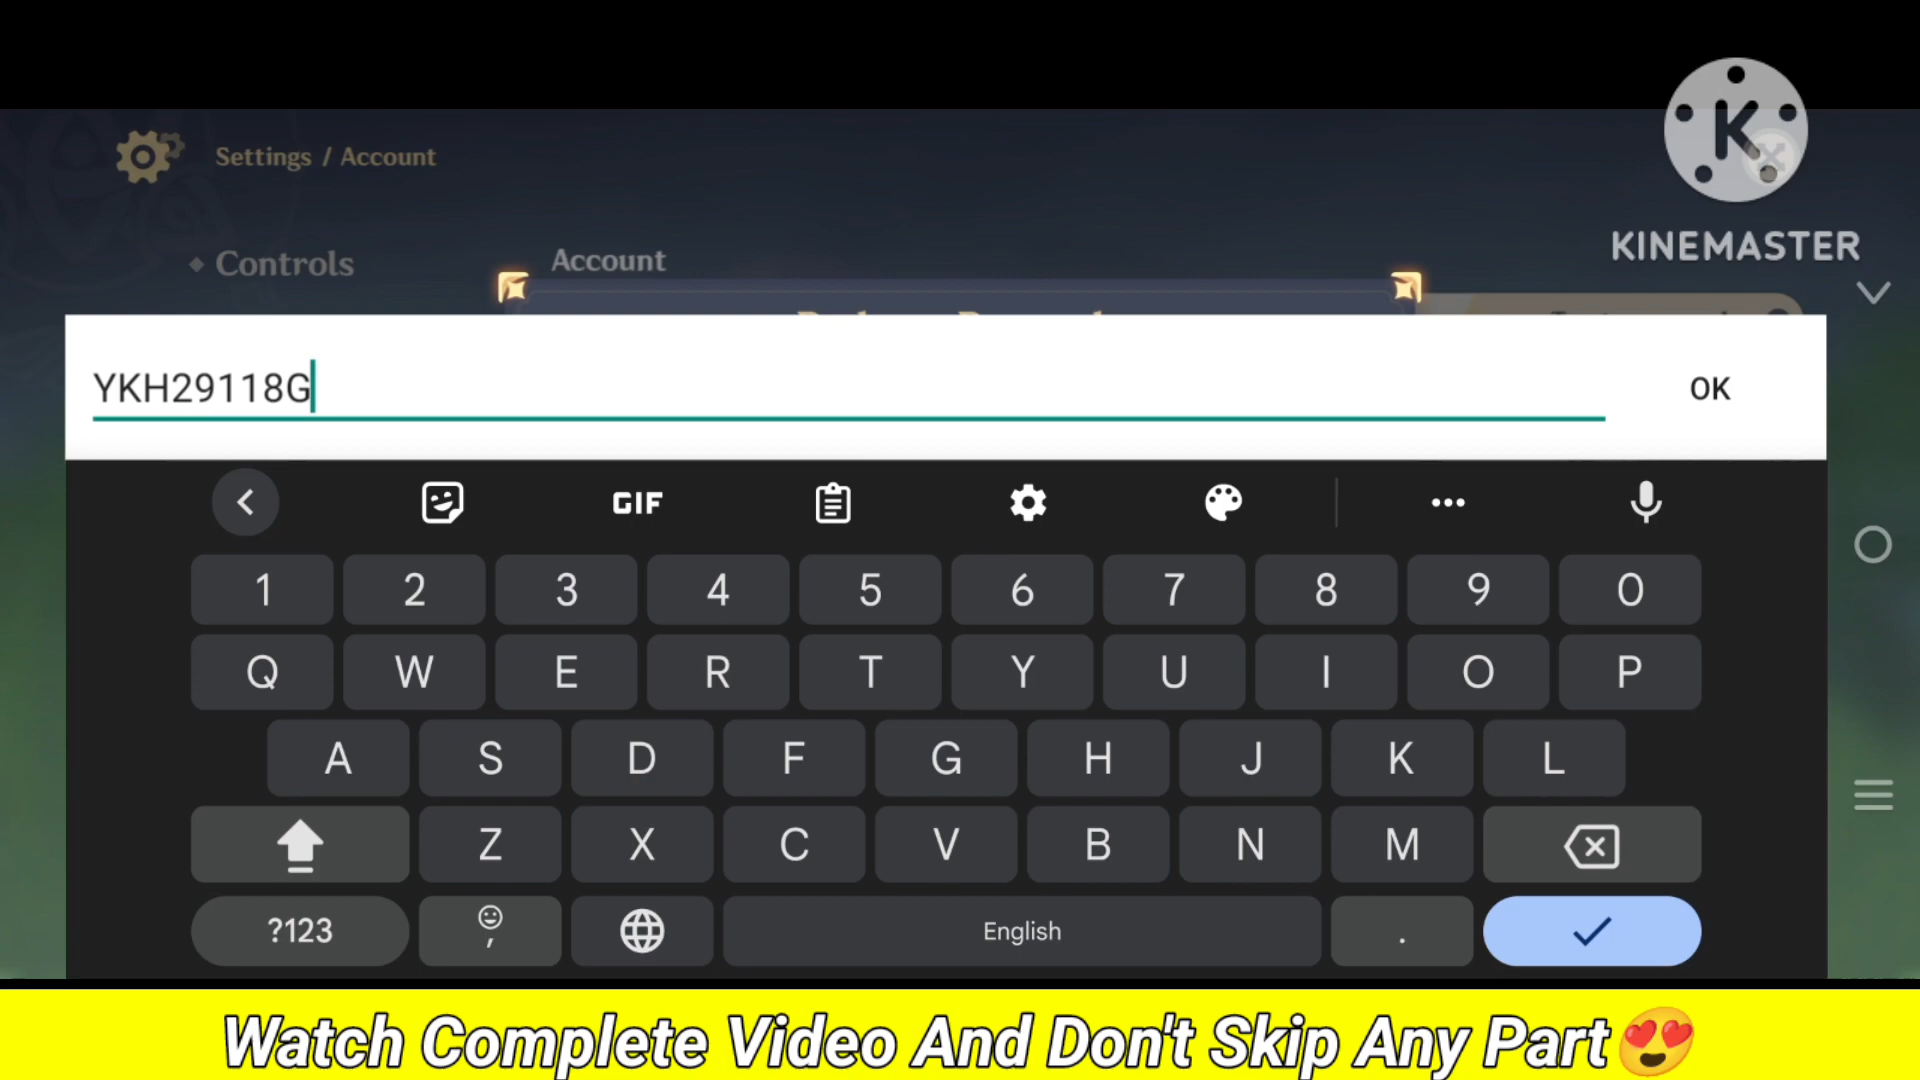 K
Settings / Account
KINEMASTER
Controls
Account
YKH29118G
OK
GIF
1 2 3 4 5 6 7 8 9 0
Q W E R T Y U I O P
A S D F G H J K L
Z X C V B N M
?123 , English .
Watch Complete Video And Don't Skip Any Part😍